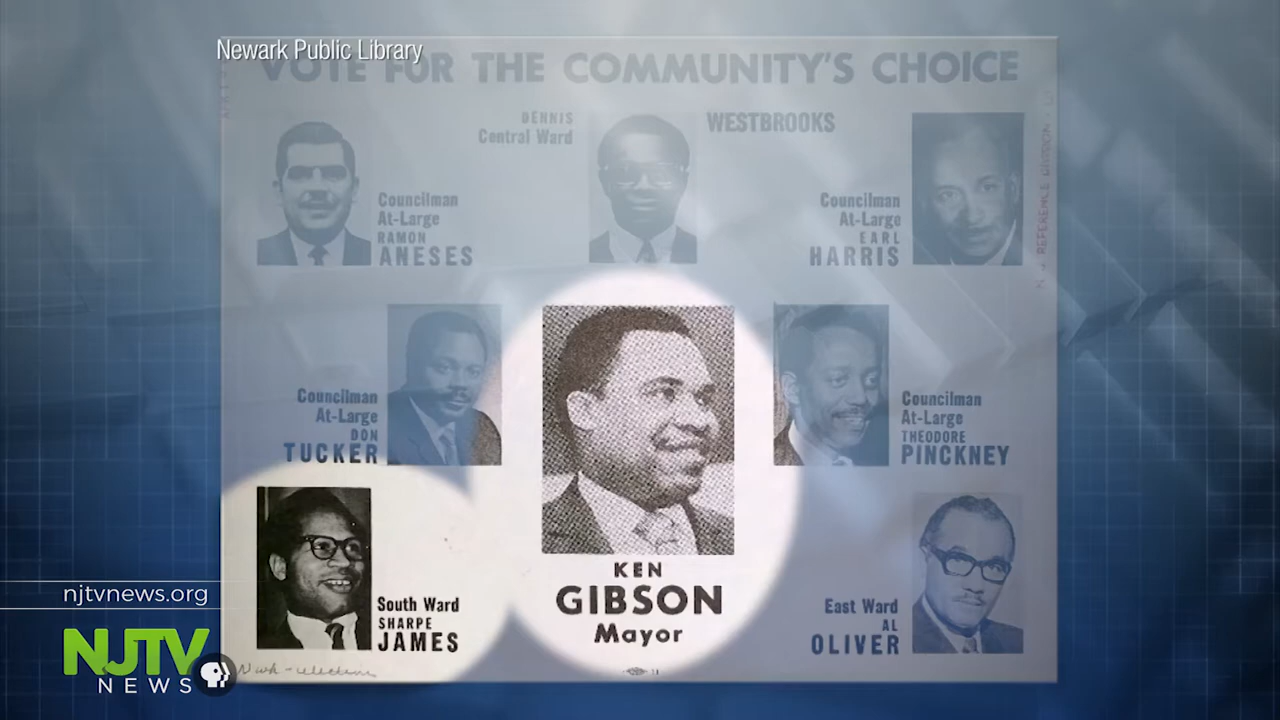 Newark Public Library
VOTE FOR THE COMMUNITY'S CHOICE
DENNIS
Central Ward
WESTBROOKS
Councilman
At-Large
RAMON
ANESES
Councilman
At-Large
EARL
HARRIS
REFERENCE DIVISION
Councilman
At-Large
DON
TUCKER
Councilman
At-Large
THEODORE
PINCKNEY
KEN
GIBSON
Mayor
South Ward
SHARPE
JAMES
East Ward
AL
OLIVER
njtvnews.org
NJTV
NEWS